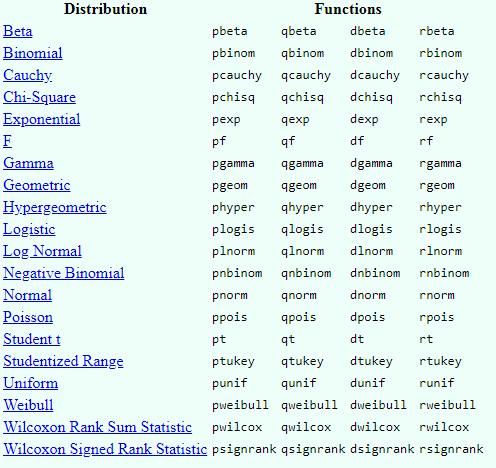 Distribution Functions
Beta pbeta qbeta dbeta rbeta
Binomial pbinom qbinom dbinom rbinom
Cauchy pcauchy qcauchy dcauchy rcauchy
Chi-Square pchisq qchisq dchisq rchisq
Exponential pexp qexp dexp rexp
F pf qf df rf
Gamma pgamma qgamma dgamma rgamma
Geometric pgeom qgeom dgeom rgeom
Hypergeometric phyper qhyper dhyper rhyper
Logistic plogis qlogis dlogis rlogis
Log Normal plnorm qlnorm dlnorm rlnorm
Negative Binomial pnbinom qnbinom dnbinom rnbinom
Normal pnorm qnorm dnorm rnorm
Poisson ppois qpois dpois rpois
Student t pt qt dt rt
Studentized Range ptukey qtukey dtukey rtukey
Uniform punif qunif dunif runif
Weibull pweibull qweibull dweibull rweibull
Wilcoxon Rank Sum Statistic pwilcox qwilcox dwilcox rwilcox
Wilcoxon Signed Rank Statistic psignrank qsignrank dsignrank rsignrank